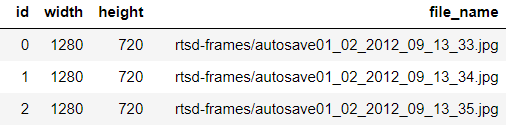 id width height file_name
0 1280 720 rtsd-frames/autosave01_02_2012_09_13_33.jpg
1 1280 720 rtsd-frames/autosave01_02_2012_09_13_34.jpg
2 1280 720 rtsd-frames/autosave01_02_2012_09_13_35.jpg